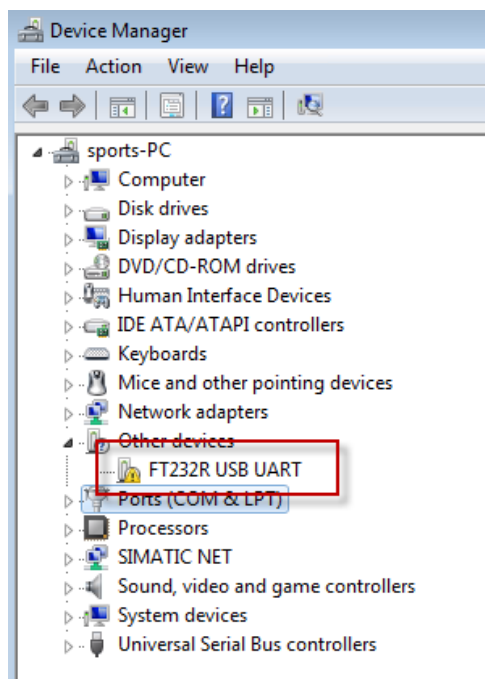 Device Manager
File Action View Help
sports-PC
Computer
Disk drives
Display adapters
DVD/CD-ROM drives
Human Interface Devices
IDE ATA/ATAPI controllers
Keyboards
Mice and other pointing devices
Network adapters
Other devices
FT232R USB UART
Ports (COM & LPT)
Processors
SIMATIC NET
Sound, video and game controllers
System devices
Universal Serial Bus controllers